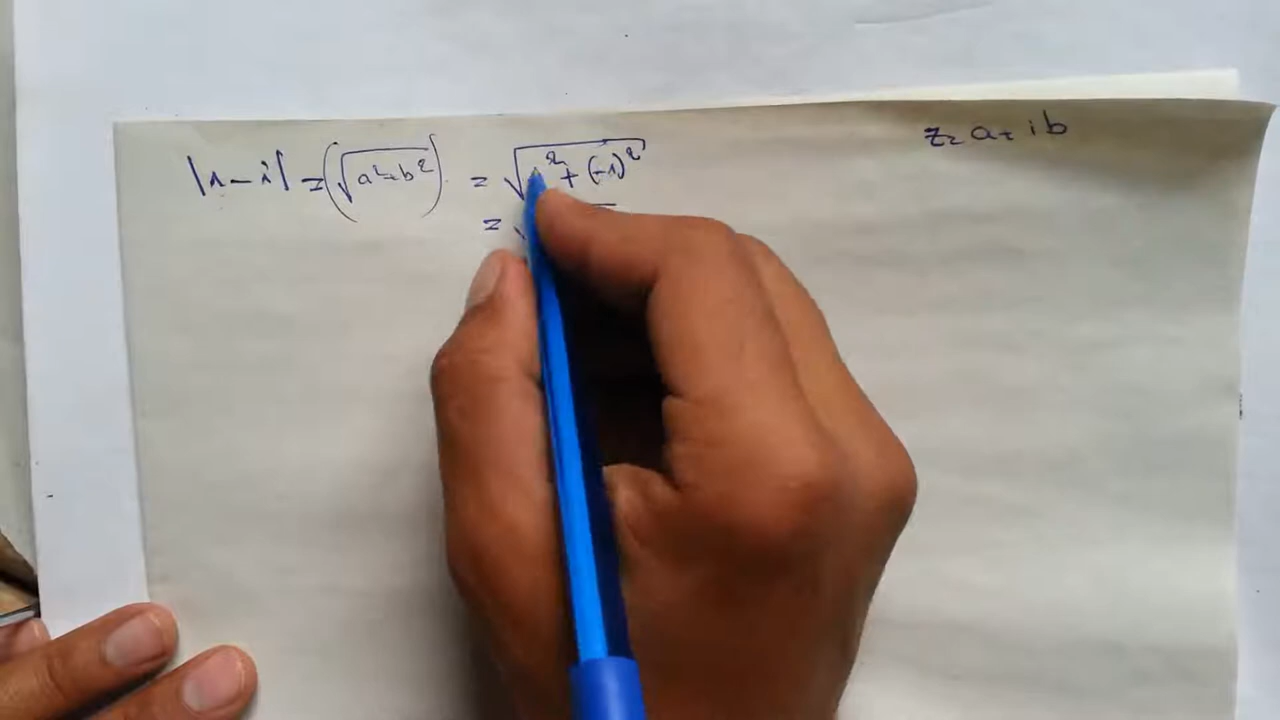 |1-i| = (√(a²+b²)) = √(1²+(-1)²)
= √
z = a+ib